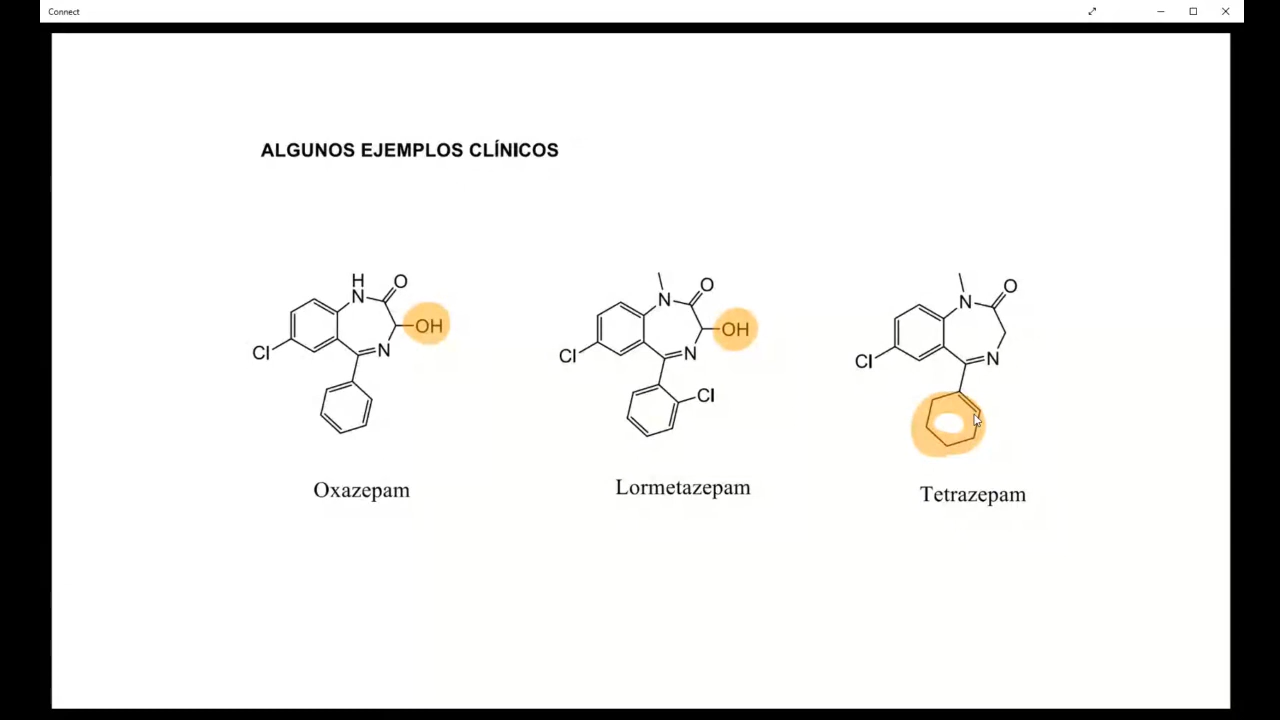 Connect
ALGUNOS EJEMPLOS CLÍNICOS
H
N
O
OH
N
Cl
N
O
OH
N
Cl
Cl
N
O
N
Cl
Oxazepam
Lormetazepam
Tetrazepam